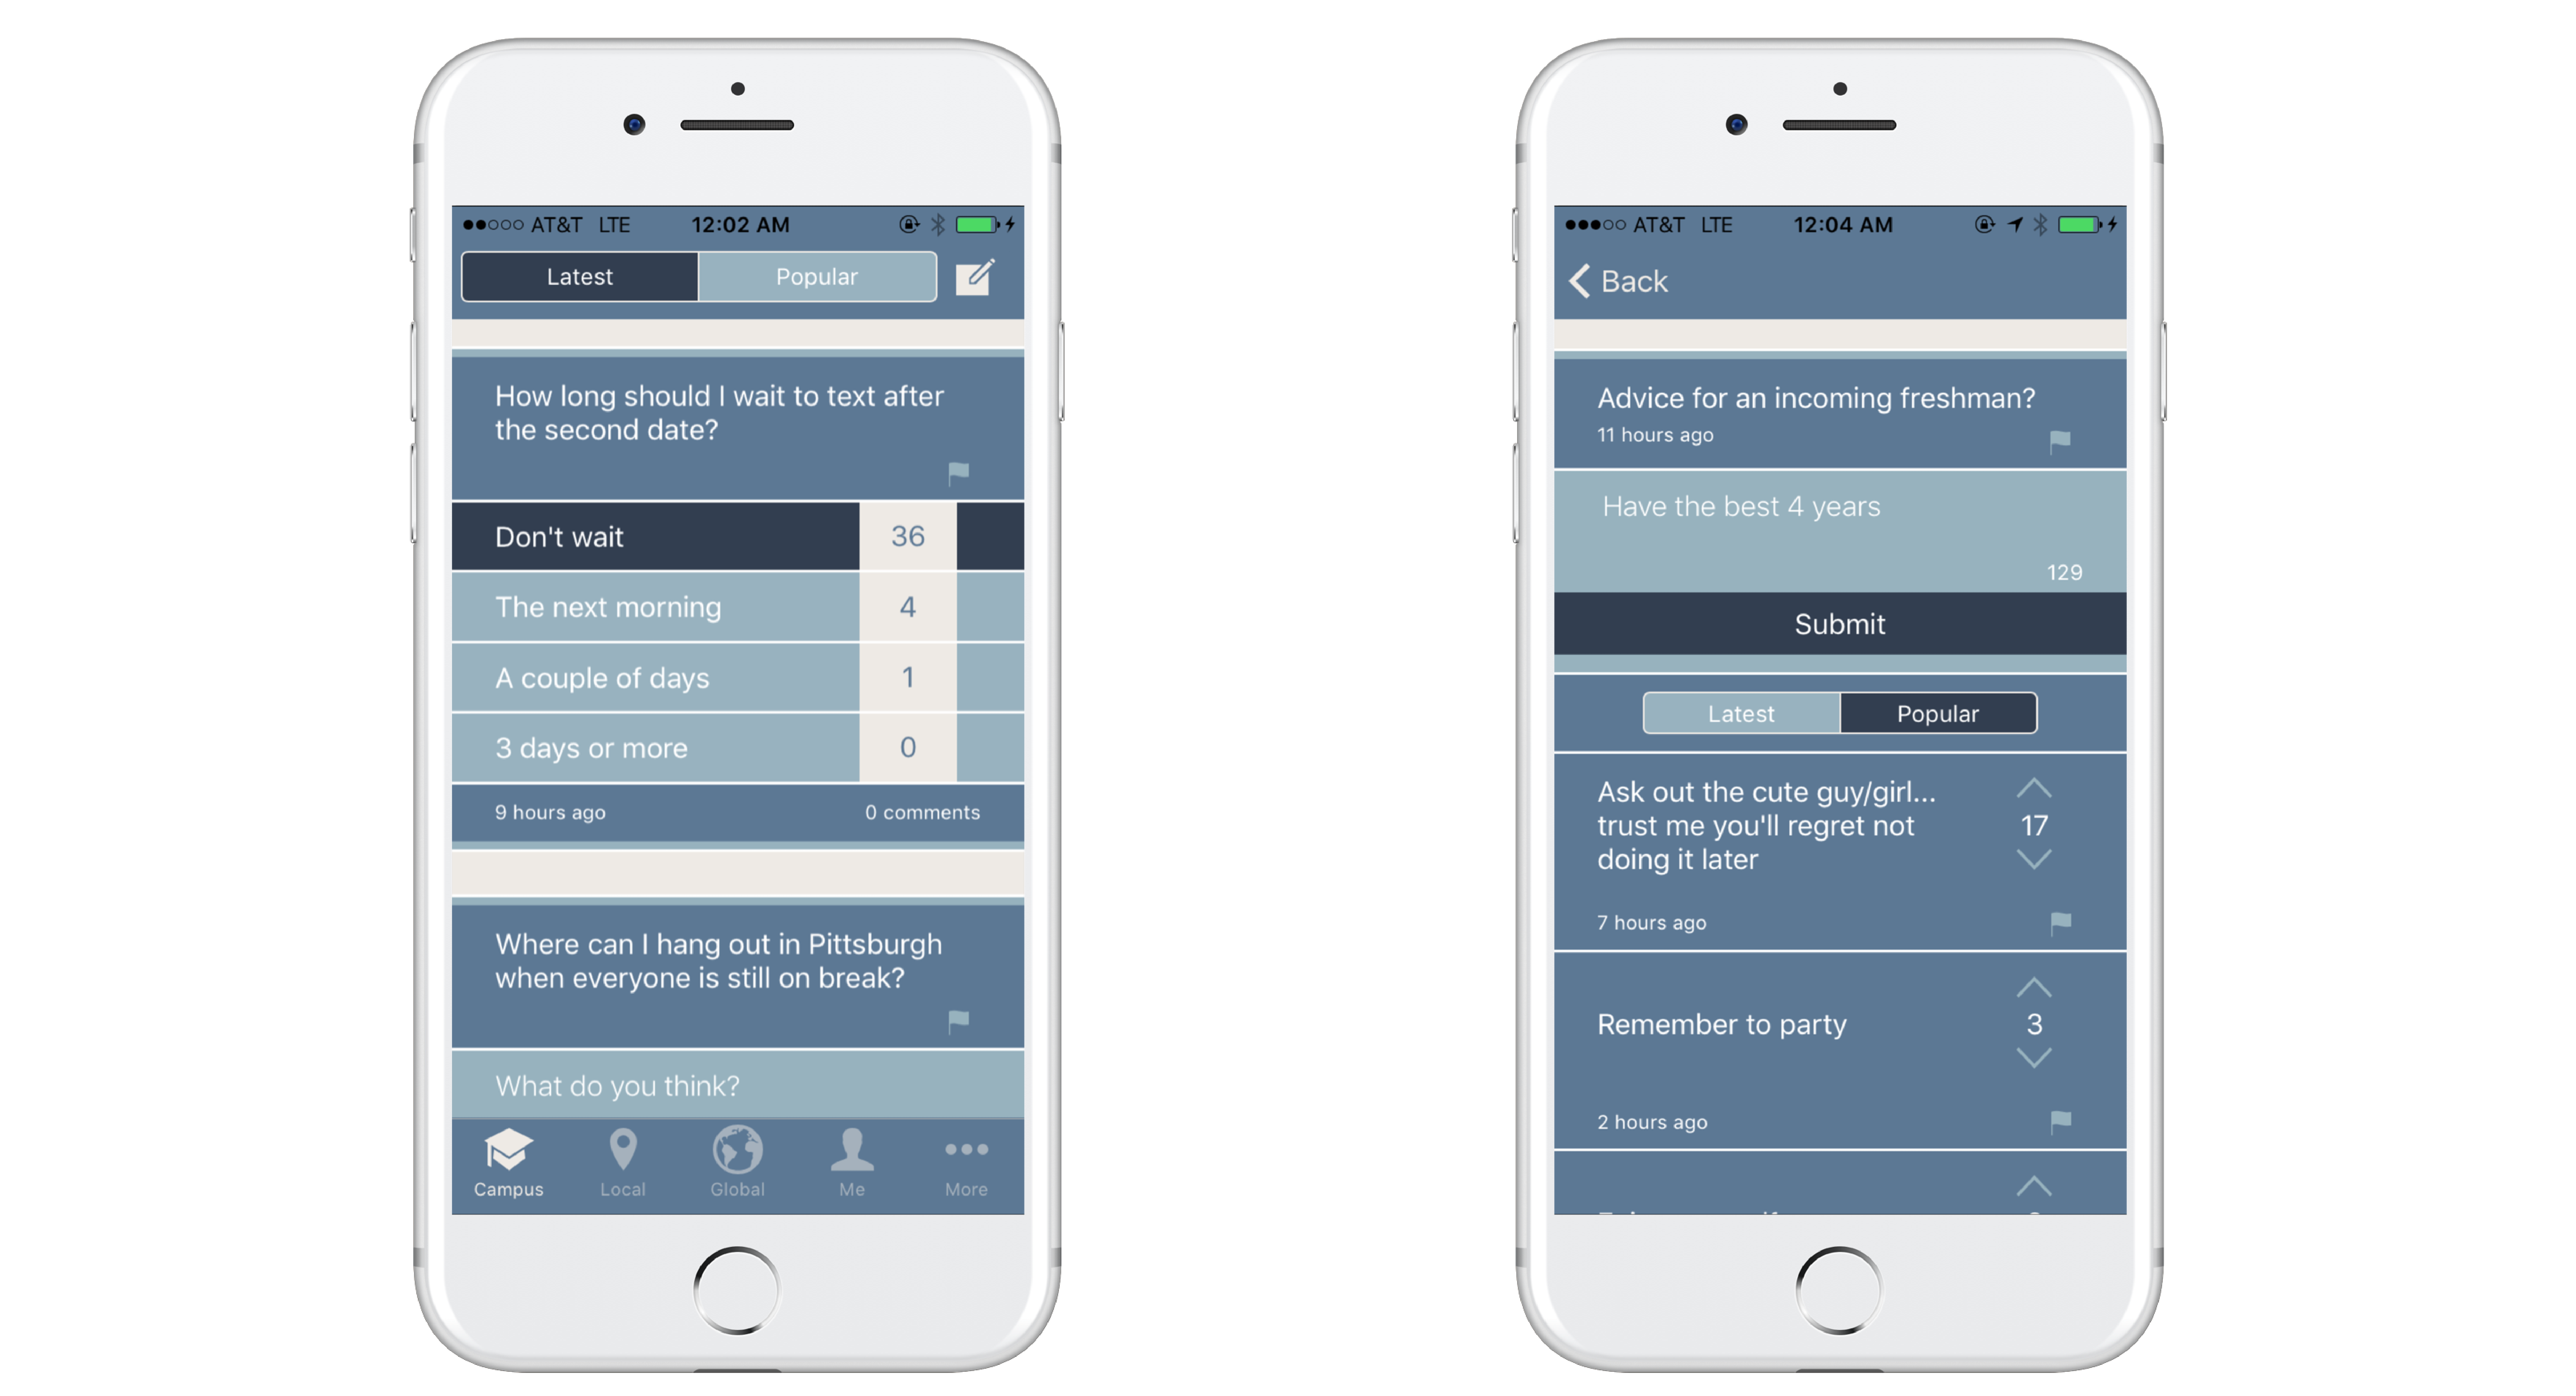 AT&T LTE 12:02 AM
Latest Popular
How long should I wait to text after
the second date?
Don't wait 36
The next morning 4
A couple of days 1
3 days or more 0
9 hours ago 0 comments
Where can I hang out in Pittsburgh
when everyone is still on break?
What do you think?
Campus Local Global Me More
AT&T LTE 12:04 AM
Back
Advice for an incoming freshman?
11 hours ago
Have the best 4 years
129
Submit
Latest Popular
Ask out the cute guy/girl...
trust me you'll regret not
doing it later
17
7 hours ago
Remember to party 3
2 hours ago